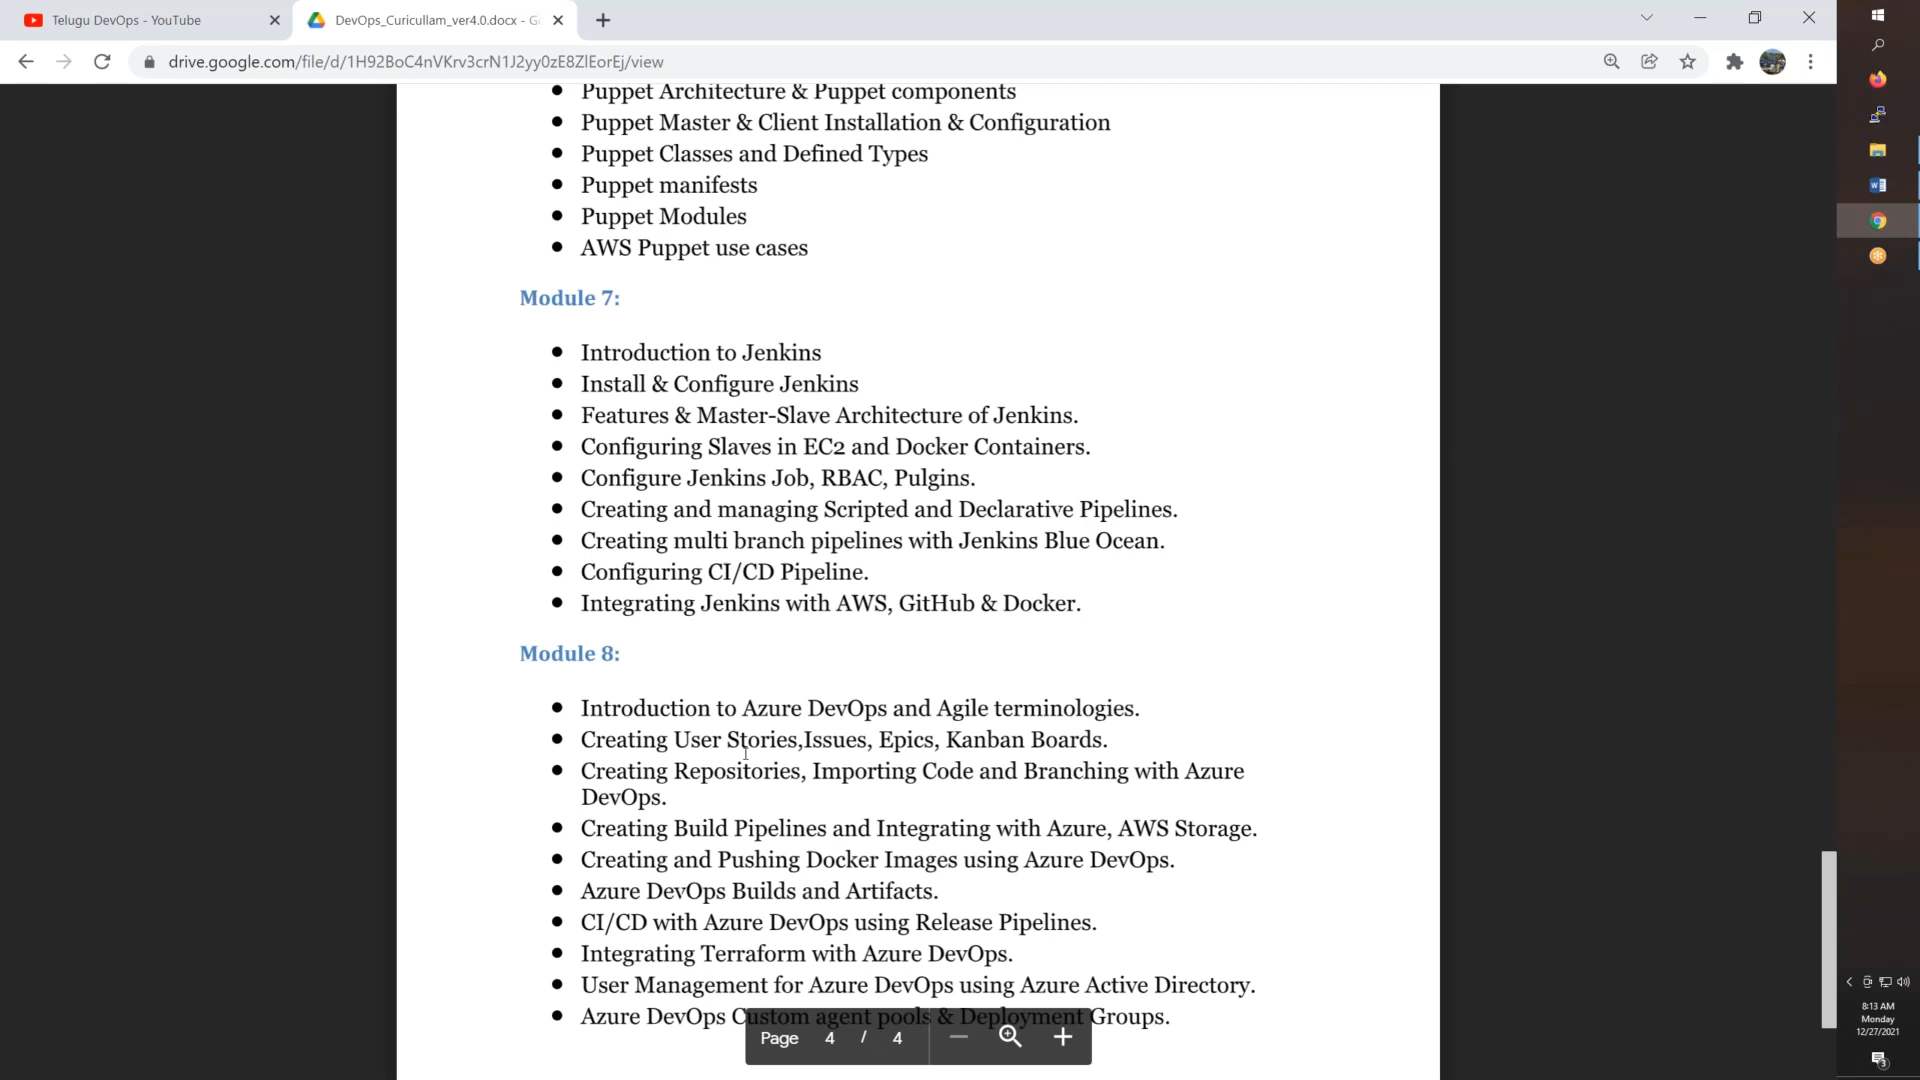 Telugu DevOps - YouTube
DevOps_Curicullam_ver4.0.docx - G
drive.google.com/file/d/1H92BoC4nVKrv3crN1J2yy0zE8ZlEorEj/view
Puppet Architecture & Puppet components
Puppet Master & Client Installation & Configuration
Puppet Classes and Defined Types
Puppet manifests
Puppet Modules
AWS Puppet use cases
Module 7:
Introduction to Jenkins
Install & Configure Jenkins
Features & Master-Slave Architecture of Jenkins.
Configuring Slaves in EC2 and Docker Containers.
Configure Jenkins Job, RBAC, Pulgins.
Creating and managing Scripted and Declarative Pipelines.
Creating multi branch pipelines with Jenkins Blue Ocean.
Configuring CI/CD Pipeline.
Integrating Jenkins with AWS, GitHub & Docker.
Module 8:
Introduction to Azure DevOps and Agile terminologies.
Creating User Stories,Issues, Epics, Kanban Boards.
Creating Repositories, Importing Code and Branching with Azure
DevOps.
Creating Build Pipelines and Integrating with Azure, AWS Storage.
Creating and Pushing Docker Images using Azure DevOps.
Azure DevOps Builds and Artifacts.
CI/CD with Azure DevOps using Release Pipelines.
Integrating Terraform with Azure DevOps.
User Management for Azure DevOps using Azure Active Directory.
Azure DevOps Custom agent pools & Deployment Groups.
Page 4 / 4
8:13 AM
Monday
12/27/2021
3